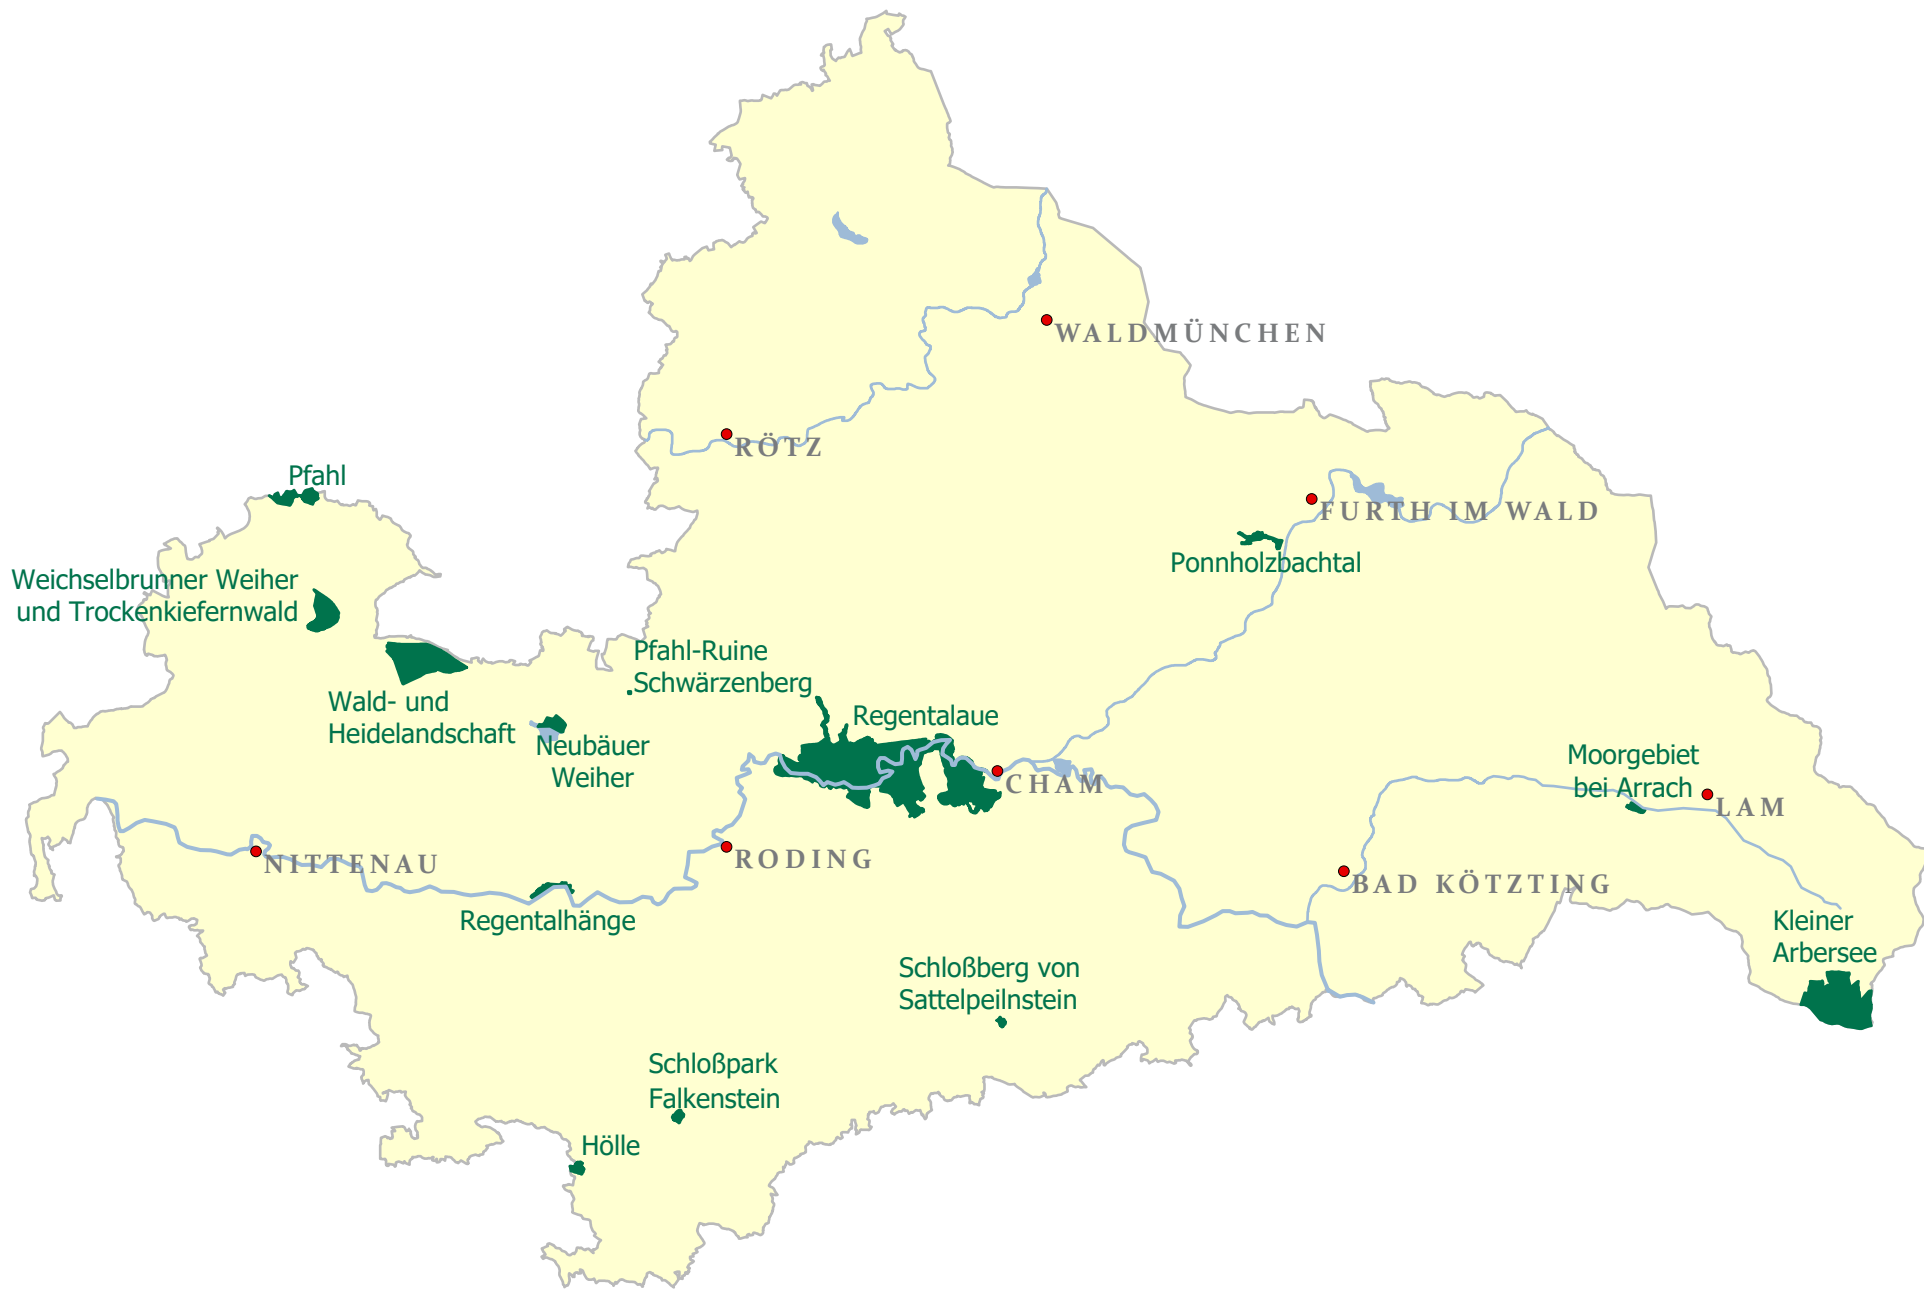 WALDMÜNCHEN
RÖTZ
Pfahl
FURTH IM WALD
Ponnholzbachtal
Weichselbrunner Weiher
und Trockenkiefernwald
Pfahl-Ruine
Schwärzenberg
Wald- und
Heidelandschaft
Regentalaue
Neubäuer
Weiher
Moorgebiet
bei Arrach
CHAM
LAM
NITTENAU
RODING
BAD KÖTZTING
Regentalhänge
Kleiner
Arbersee
Schloßberg von
Sattelpeilnstein
Schloßpark
Falkenstein
Hölle